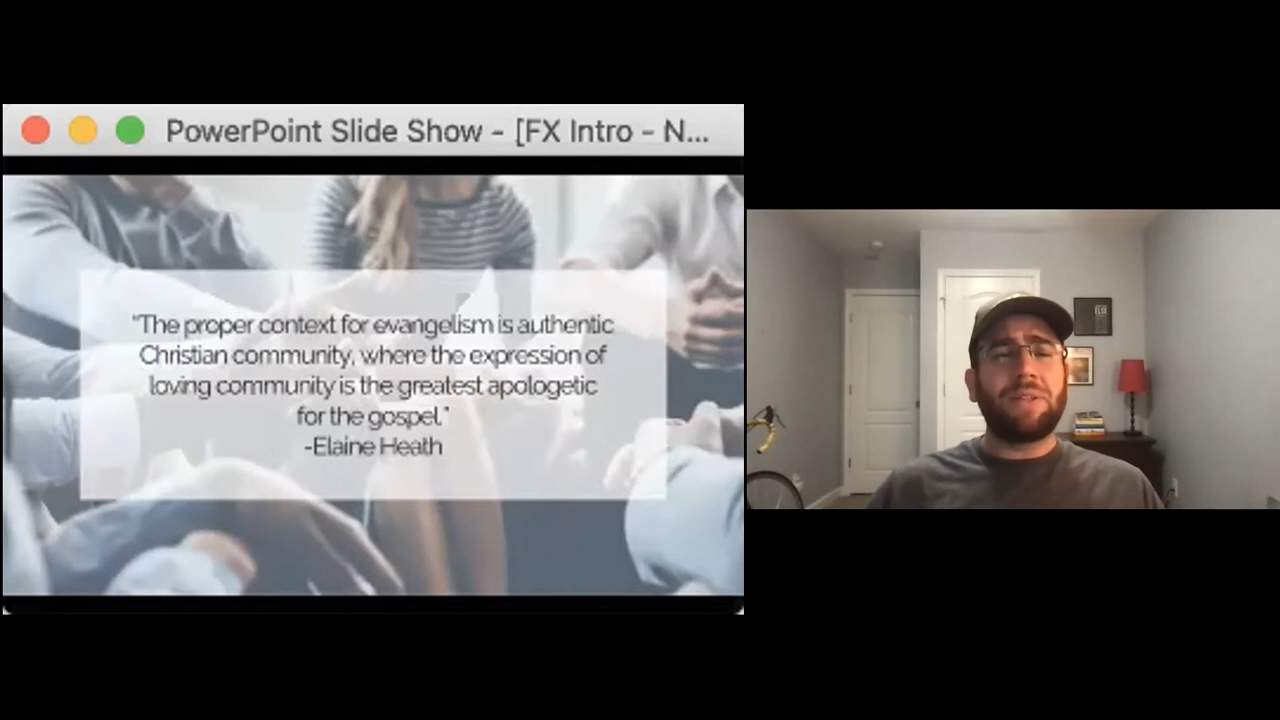 PowerPoint Slide Show - [FX Intro - N...
"The proper context for evangelism is authentic
Christian community, where the expression of
loving community is the greatest apologetic
for the gospel."
-Elaine Heath